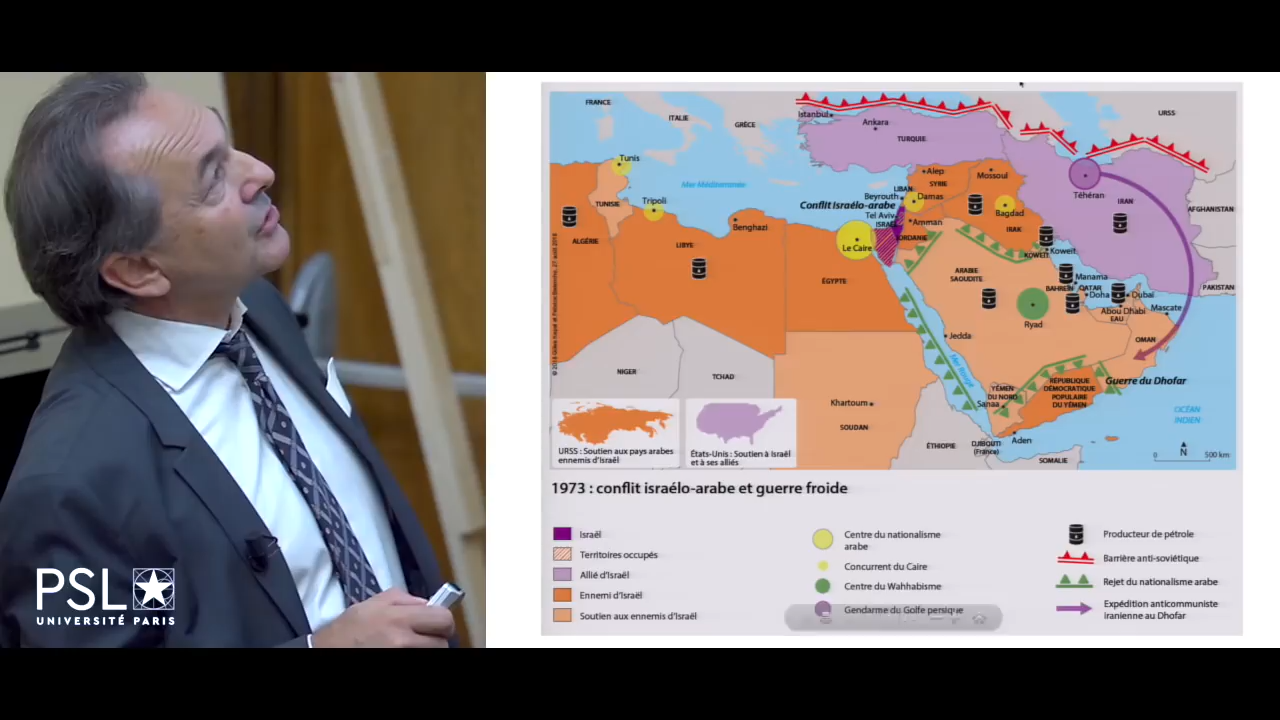 FRANCE
ITALIE
GRÈCE
Istanbul
Ankara
TURQUIE
URSS
Tunis
TUNISIE
Mer Méditerranée
Tripoli
Benghazi
ALGÉRIE
LIBYE
Alep
SYRIE
Mossoul
LIBAN
Beyrouth
Damas
Conflit Israélo-arabe
Tel Aviv
ISRAËL
Amman
JORDANIE
Bagdad
IRAK
Téhéran
IRAN
AFGHANISTAN
Le Caire
ÉGYPTE
KOWEÏT
Koweït
ARABIE
SAOUDITE
Manama
BAHREÏN
QATAR
Doha
Dubaï
Abou Dhabi
EAU
PAKISTAN
Mascate
Ryad
OMAN
Jedda
Mer Rouge
NIGER
TCHAD
Khartoum
SOUDAN
YÉMEN
DU NORD
Sanaa
RÉPUBLIQUE
DÉMOCRATIQUE
POPULAIRE
DU YÉMEN
Guerre du Dhofar
OCÉAN
INDIEN
ÉTHIOPIE
DJIBOUTI
(France)
Aden
SOMALIE
N
0
500 km
URSS : Soutien aux pays arabes
ennemis d'Israël
États-Unis : Soutien à Israël
et à ses alliés
1973 : conflit israélo-arabe et guerre froide
Israël
Territoires occupés
Allié d'Israël
Ennemi d'Israël
Soutien aux ennemis d'Israël
Centre du nationalisme
arabe
Concurrent du Caire
Centre du Wahhabisme
Gendarme du Golfe persique
Producteur de pétrole
Barrière anti-soviétique
Rejet du nationalisme arabe
Expédition anticommuniste
iranienne au Dhofar
PSL
UNIVERSITÉ PARIS